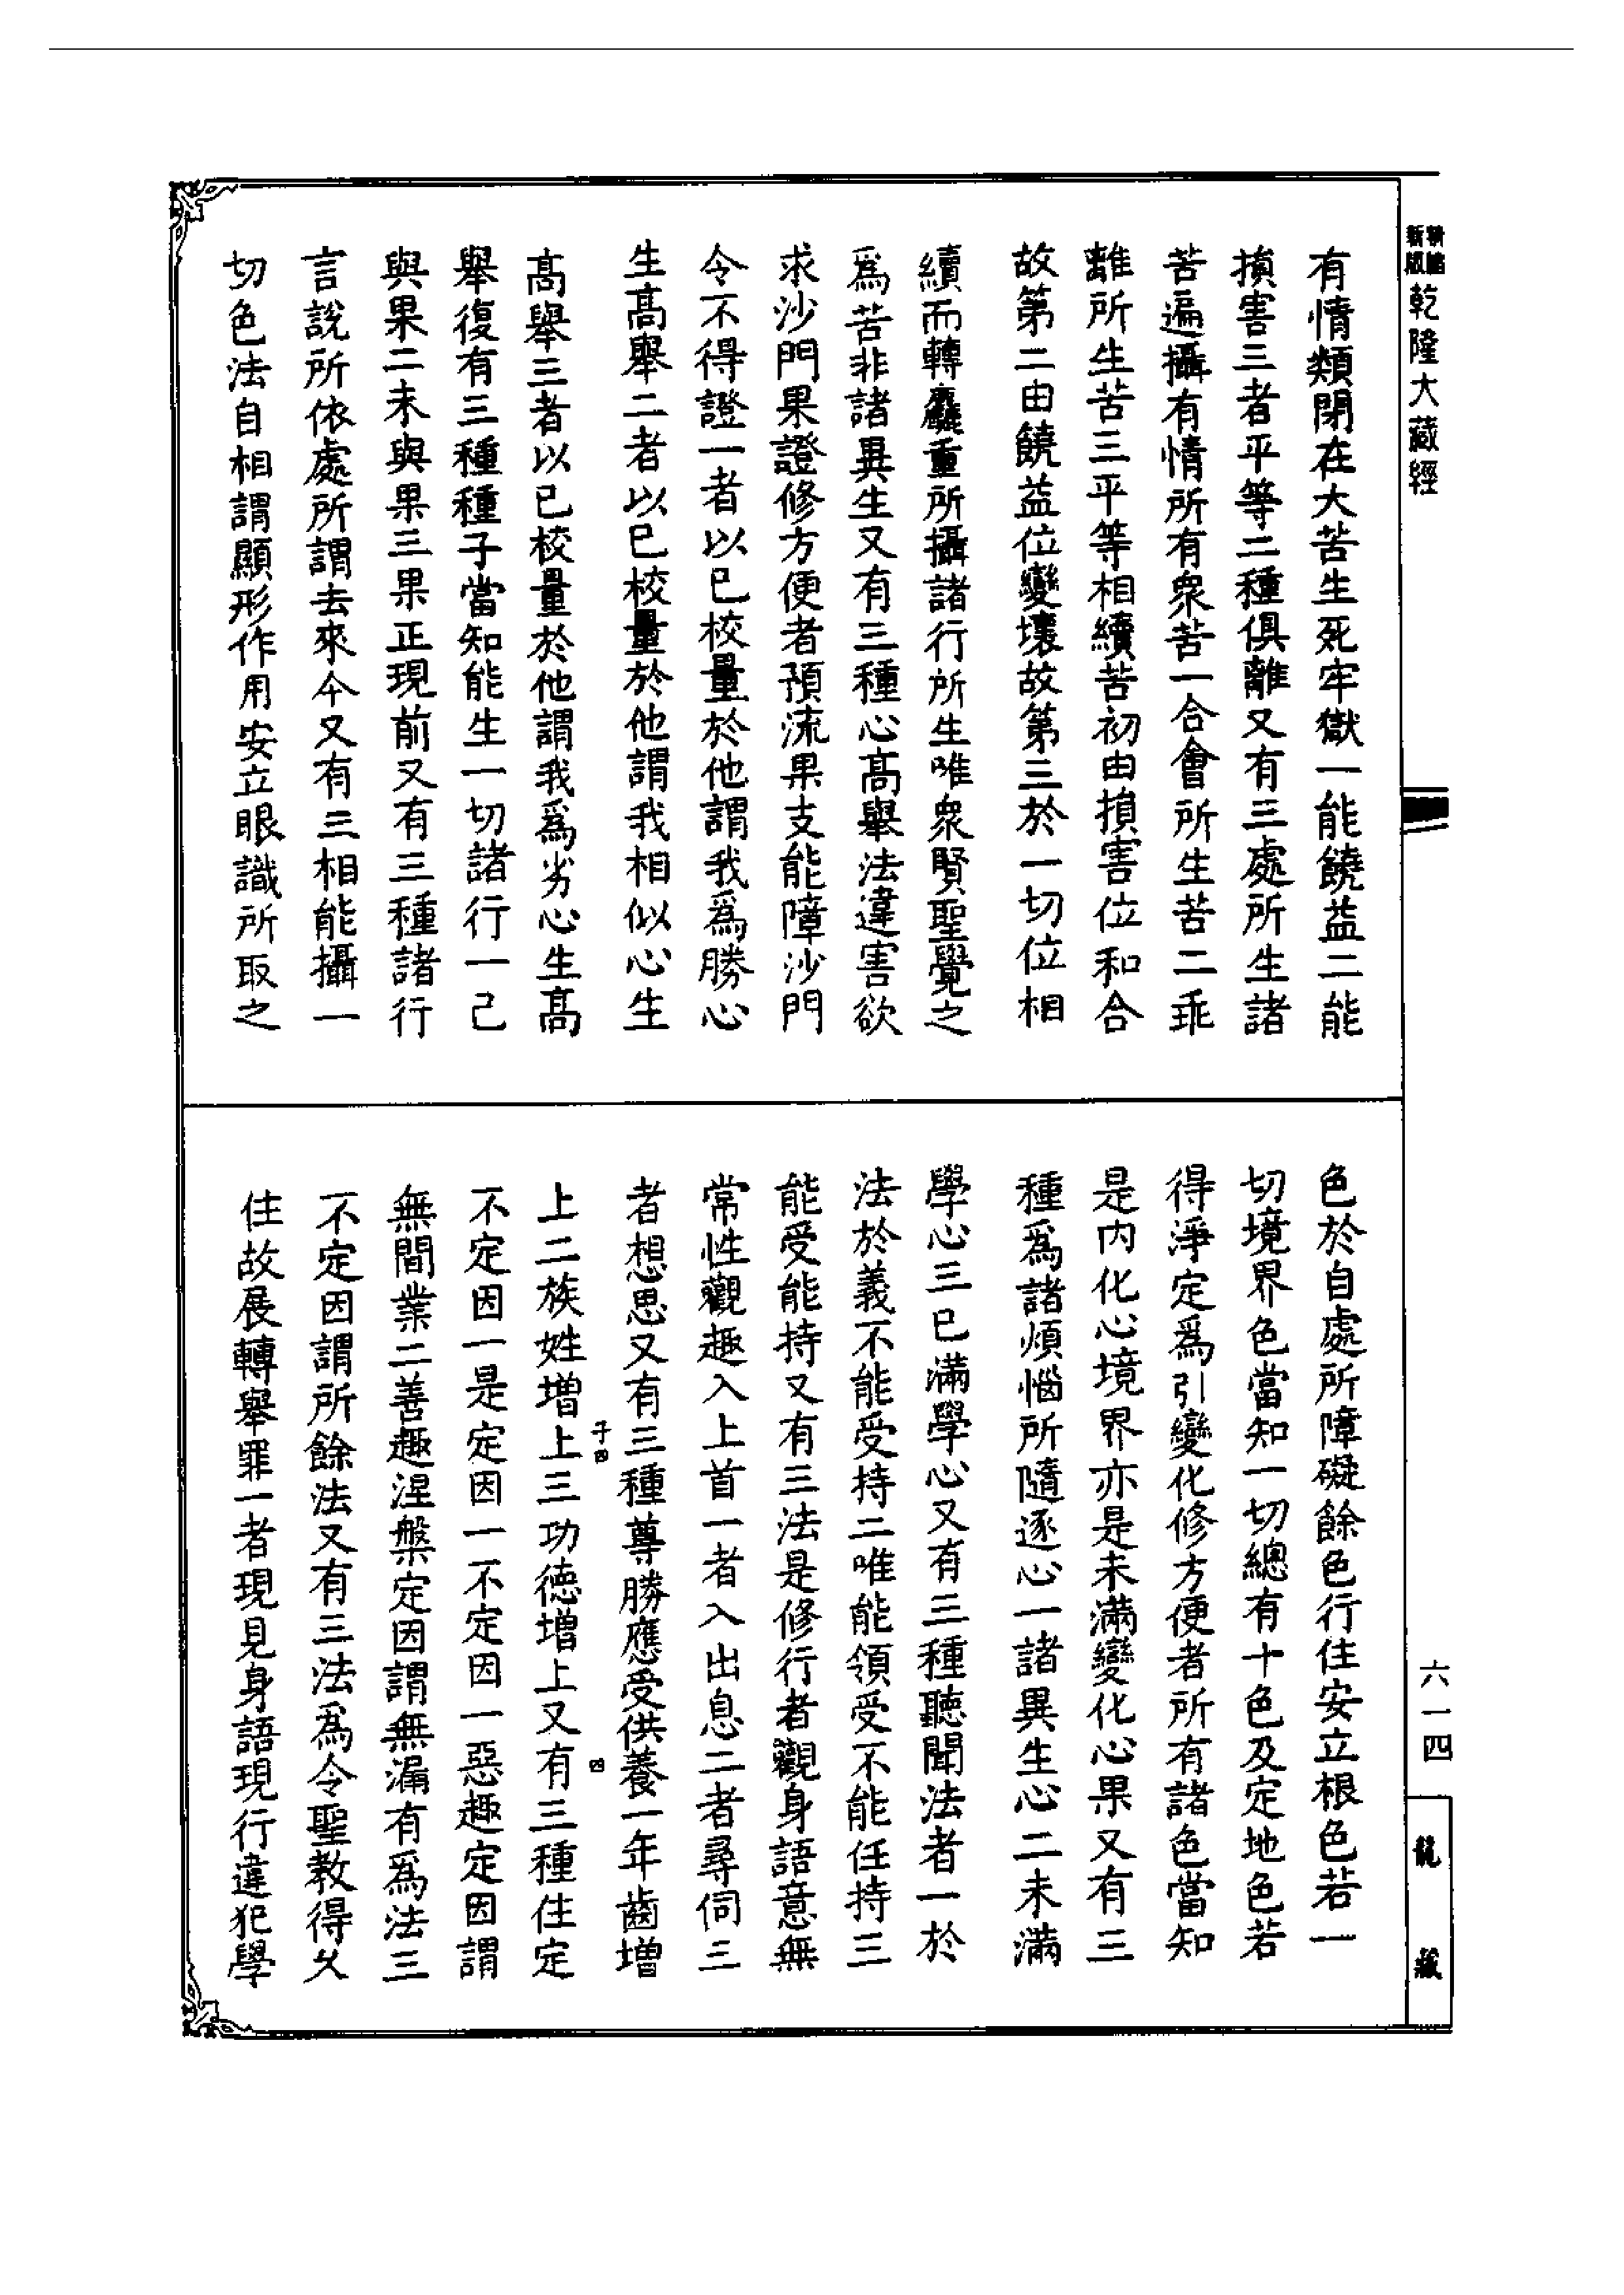 新版
精縮
乾隆大藏經
有情類閉在大苦生死牢獄一能饒益二能
損害三者平等二種俱離又有三處所生諸
苦遍攝有情所有衆苦一合會所生苦二乖
離所生苦三平等相續苦初由損害位和合
故第二由饒益位變壞故第三於一切位相
續而轉麤重所攝諸行所生唯衆賢聖覺之
爲苦非諸異生又有三種心高舉法違害欲
求沙門果證修方便者預流果支能障沙門
令不得證一者以已校量於他謂我爲勝心
生高舉二者以已校量於他謂我相似心生
高舉三者以已校量於他謂我爲劣心生高
舉復有三種種子當知能生一切諸行一己
與果二未與果三果正現前又有三種諸行
言說所依處所謂去來今又有三相能攝一
切色法自相謂顯形作用安立眼識所取之
色於自處所障礙餘色行住安立根色若一
切境界色當知一切總有十色及定地色若
得淨定爲引變化修方便者所有諸色當知
是内化心境界亦是未滿變化心果又有三
種爲諸煩惱所隨逐心一諸異生心二未滿
學心三已滿學心又有三種聽聞法者一於
法於義不能受持二唯能領受不能任持三
能受能持又有三法是修行者觀身語意無
常性觀趣入上首一者入出息二者尋伺三
者想思又有三種尊勝應受供養一年齒增
子四
四
上二族姓增上三功德增上又有三種住定
不定因一是定因一不定因一惡趣定因謂
無間業二善趣涅槃定因謂無漏有爲法三
不定因謂所餘法又有三法爲令聖教得久
住故展轉舉罪一者現見身語現行違犯學
六一四
龍藏